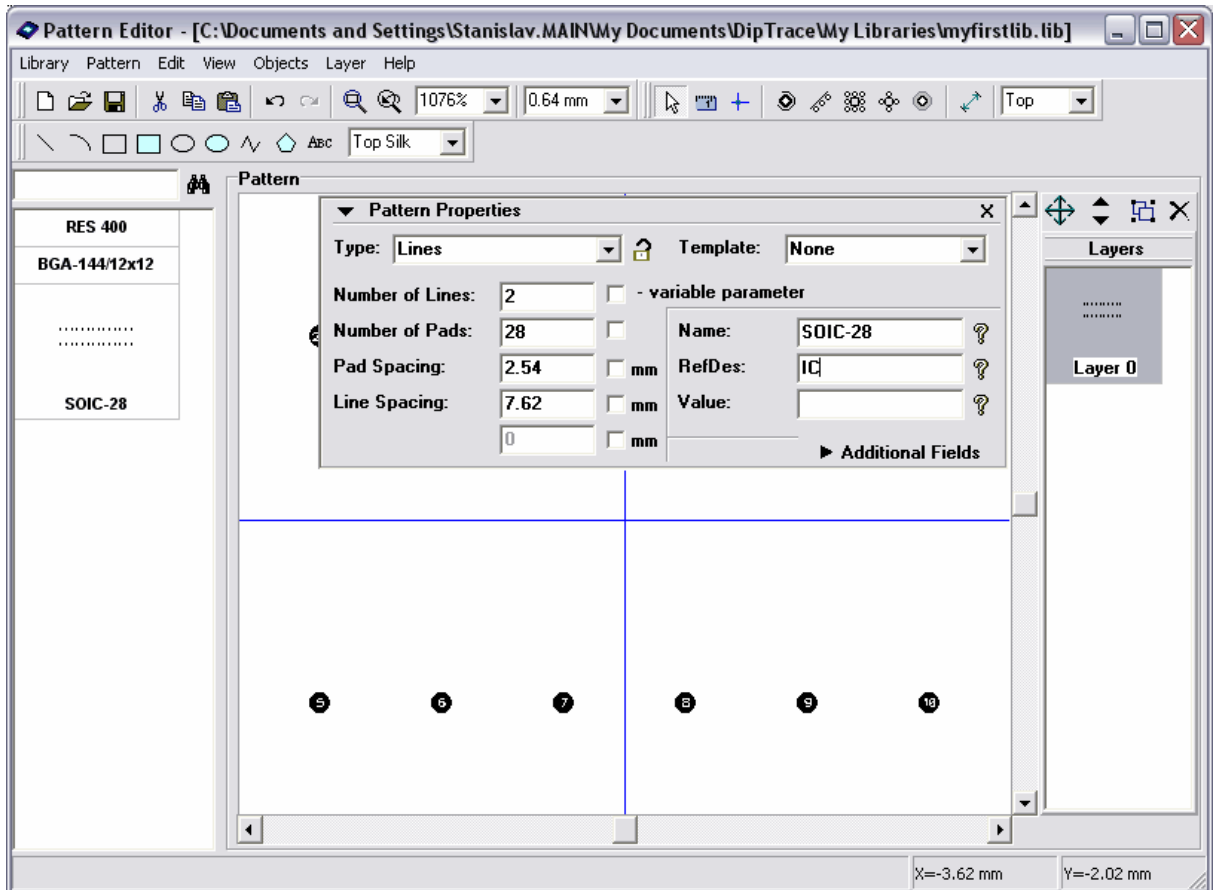 Pattern Editor - [C:\Documents and Settings\Stanislav.MAIN\My Documents\DipTrace\My Libraries\myfirstlib.lib]
Library Pattern Edit View Objects Layer Help
1076% 0.64 mm Top
ABC Top Silk
Pattern
RES 400
BGA-144/12x12
SOIC-28
Pattern Properties X
Type: Lines Template: None
Number of Lines: 2 - variable parameter
Number of Pads: 28 Name: SOIC-28 ?
Pad Spacing: 2.54 mm RefDes: IC ?
Line Spacing: 7.62 mm Value: ?
0 mm
Additional Fields
Layers
Layer 0
5 6 7 8 9 10
X=-3.62 mm Y=-2.02 mm